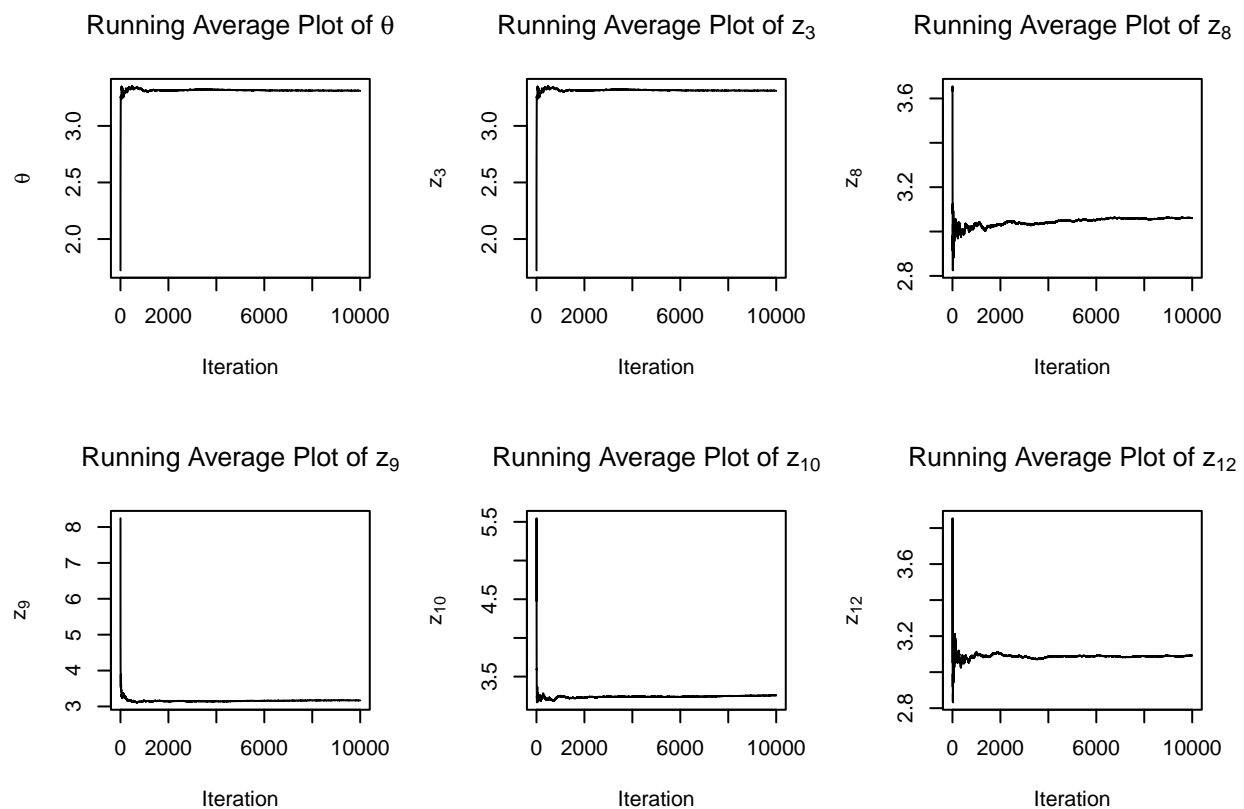 Running Average Plot of θ
θ
3.0
2.5
2.0
0 2000 6000 10000
Iteration
Running Average Plot of z₃
z₃
3.0
2.5
2.0
0 2000 6000 10000
Iteration
Running Average Plot of z₈
z₈
3.6
3.2
2.8
0 2000 6000 10000
Iteration
Running Average Plot of z₉
z₉
8
7
6
5
4
3
0 2000 6000 10000
Iteration
Running Average Plot of z₁₀
z₁₀
5.5
4.5
3.5
0 2000 6000 10000
Iteration
Running Average Plot of z₁₂
z₁₂
3.6
3.2
2.8
0 2000 6000 10000
Iteration